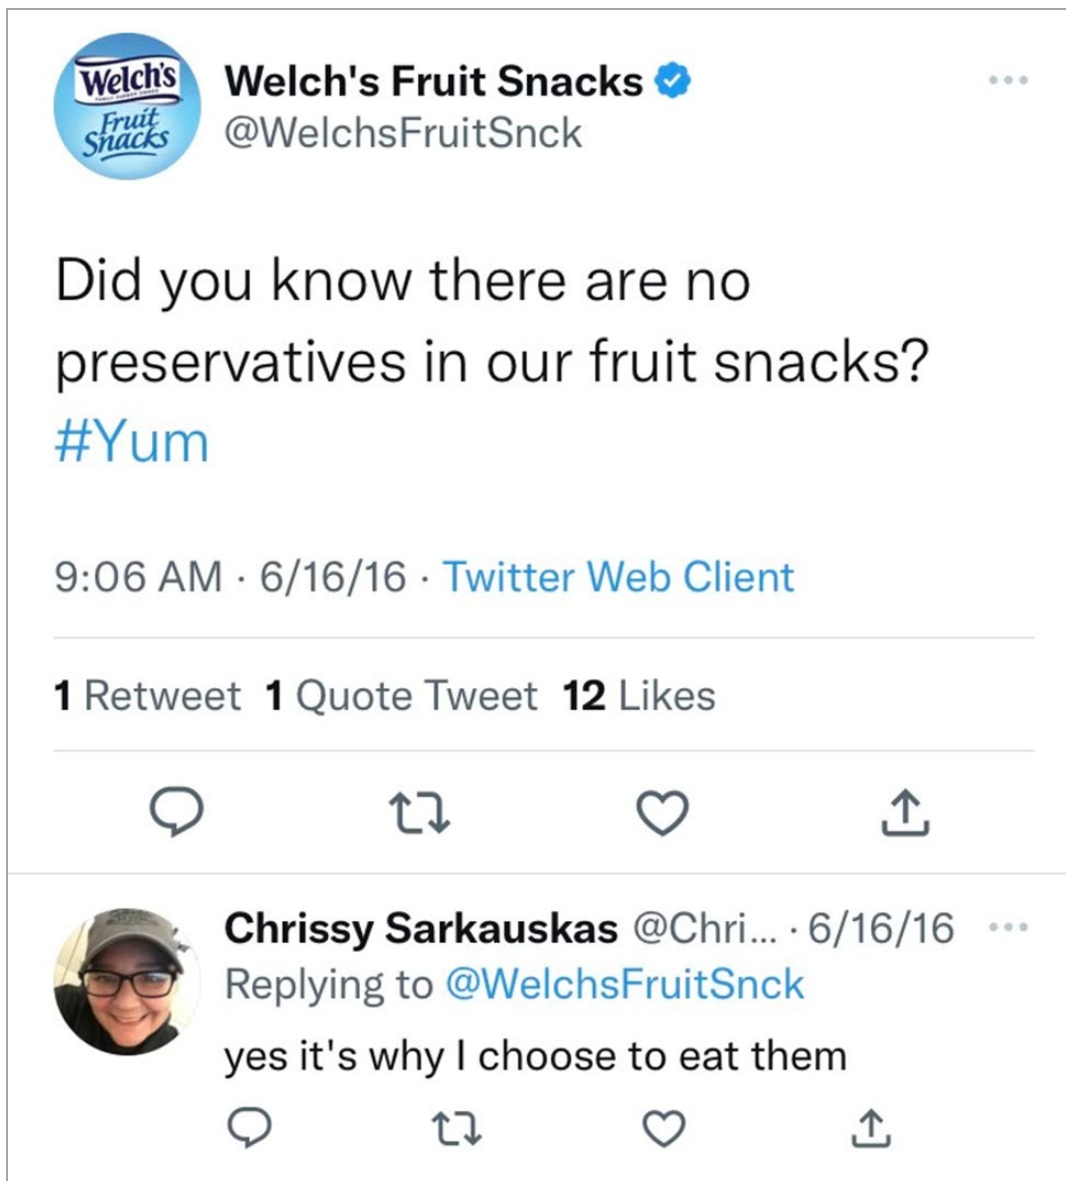 Welch's
Fruit
Snacks
Welch's Fruit Snacks
@WelchsFruitSnck
Did you know there are no
preservatives in our fruit snacks?
#Yum
9:06 AM · 6/16/16 · Twitter Web Client
1 Retweet 1 Quote Tweet 12 Likes
Chrissy Sarkauskas @Chri... · 6/16/16
Replying to @WelchsFruitSnck
yes it's why I choose to eat them